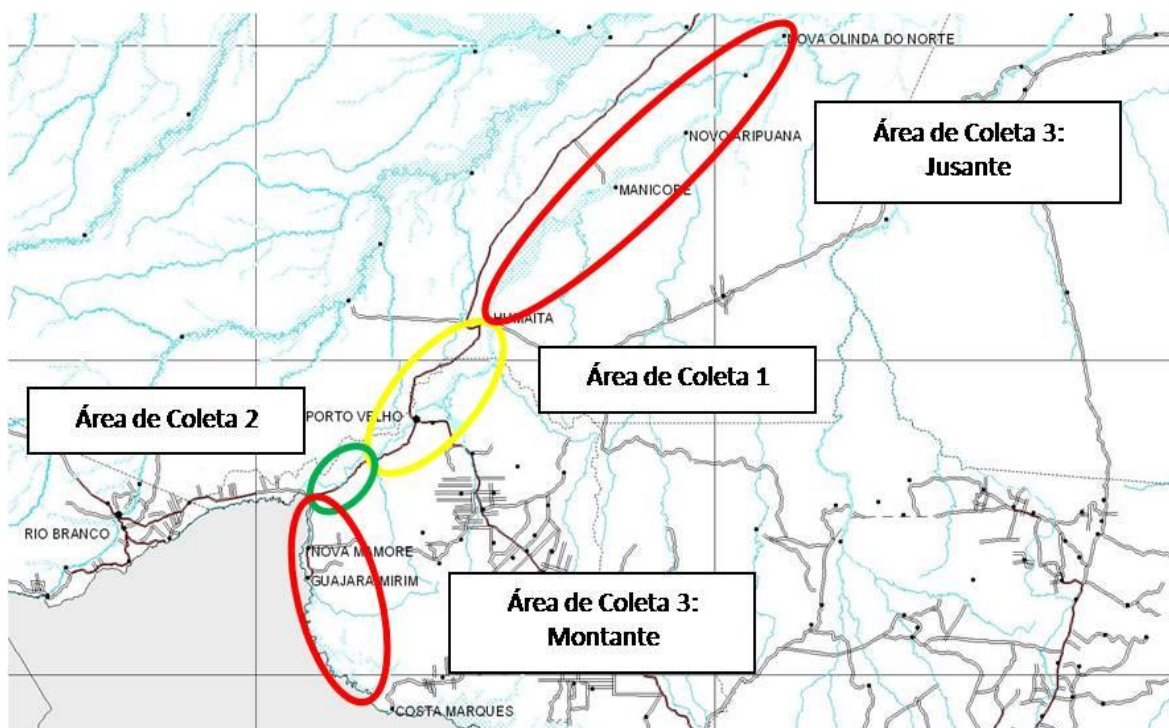 NOVA OLINDA DO NORTE
Área de Coleta 3:
Jusante
NOVO ARIPUANA
MANICORE
HUMAITA
Área de Coleta 1
Área de Coleta 2
PORTO VELHO
RIO BRANCO
NOVA MAMORE
GUAJARA-MIRIM
Área de Coleta 3:
Montante
COSTA MARQUES